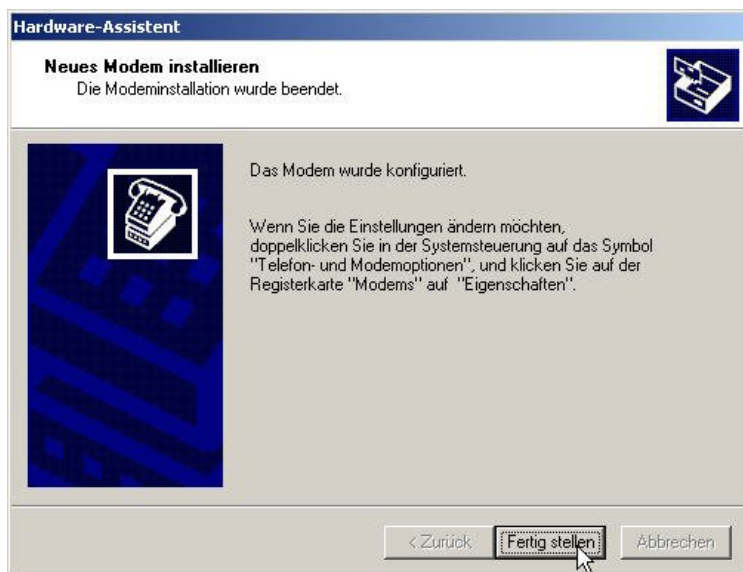 Hardware-Assistent
Neues Modem installieren
Die Modeminstallation wurde beendet.
Das Modem wurde konfiguriert.
Wenn Sie die Einstellungen ändern möchten,
doppelklicken Sie in der Systemsteuerung auf das Symbol
"Telefon- und Modemoptionen", und klicken Sie auf der
Registerkarte "Modems" auf "Eigenschaften".
< Zurück
Fertig stellen
Abbrechen